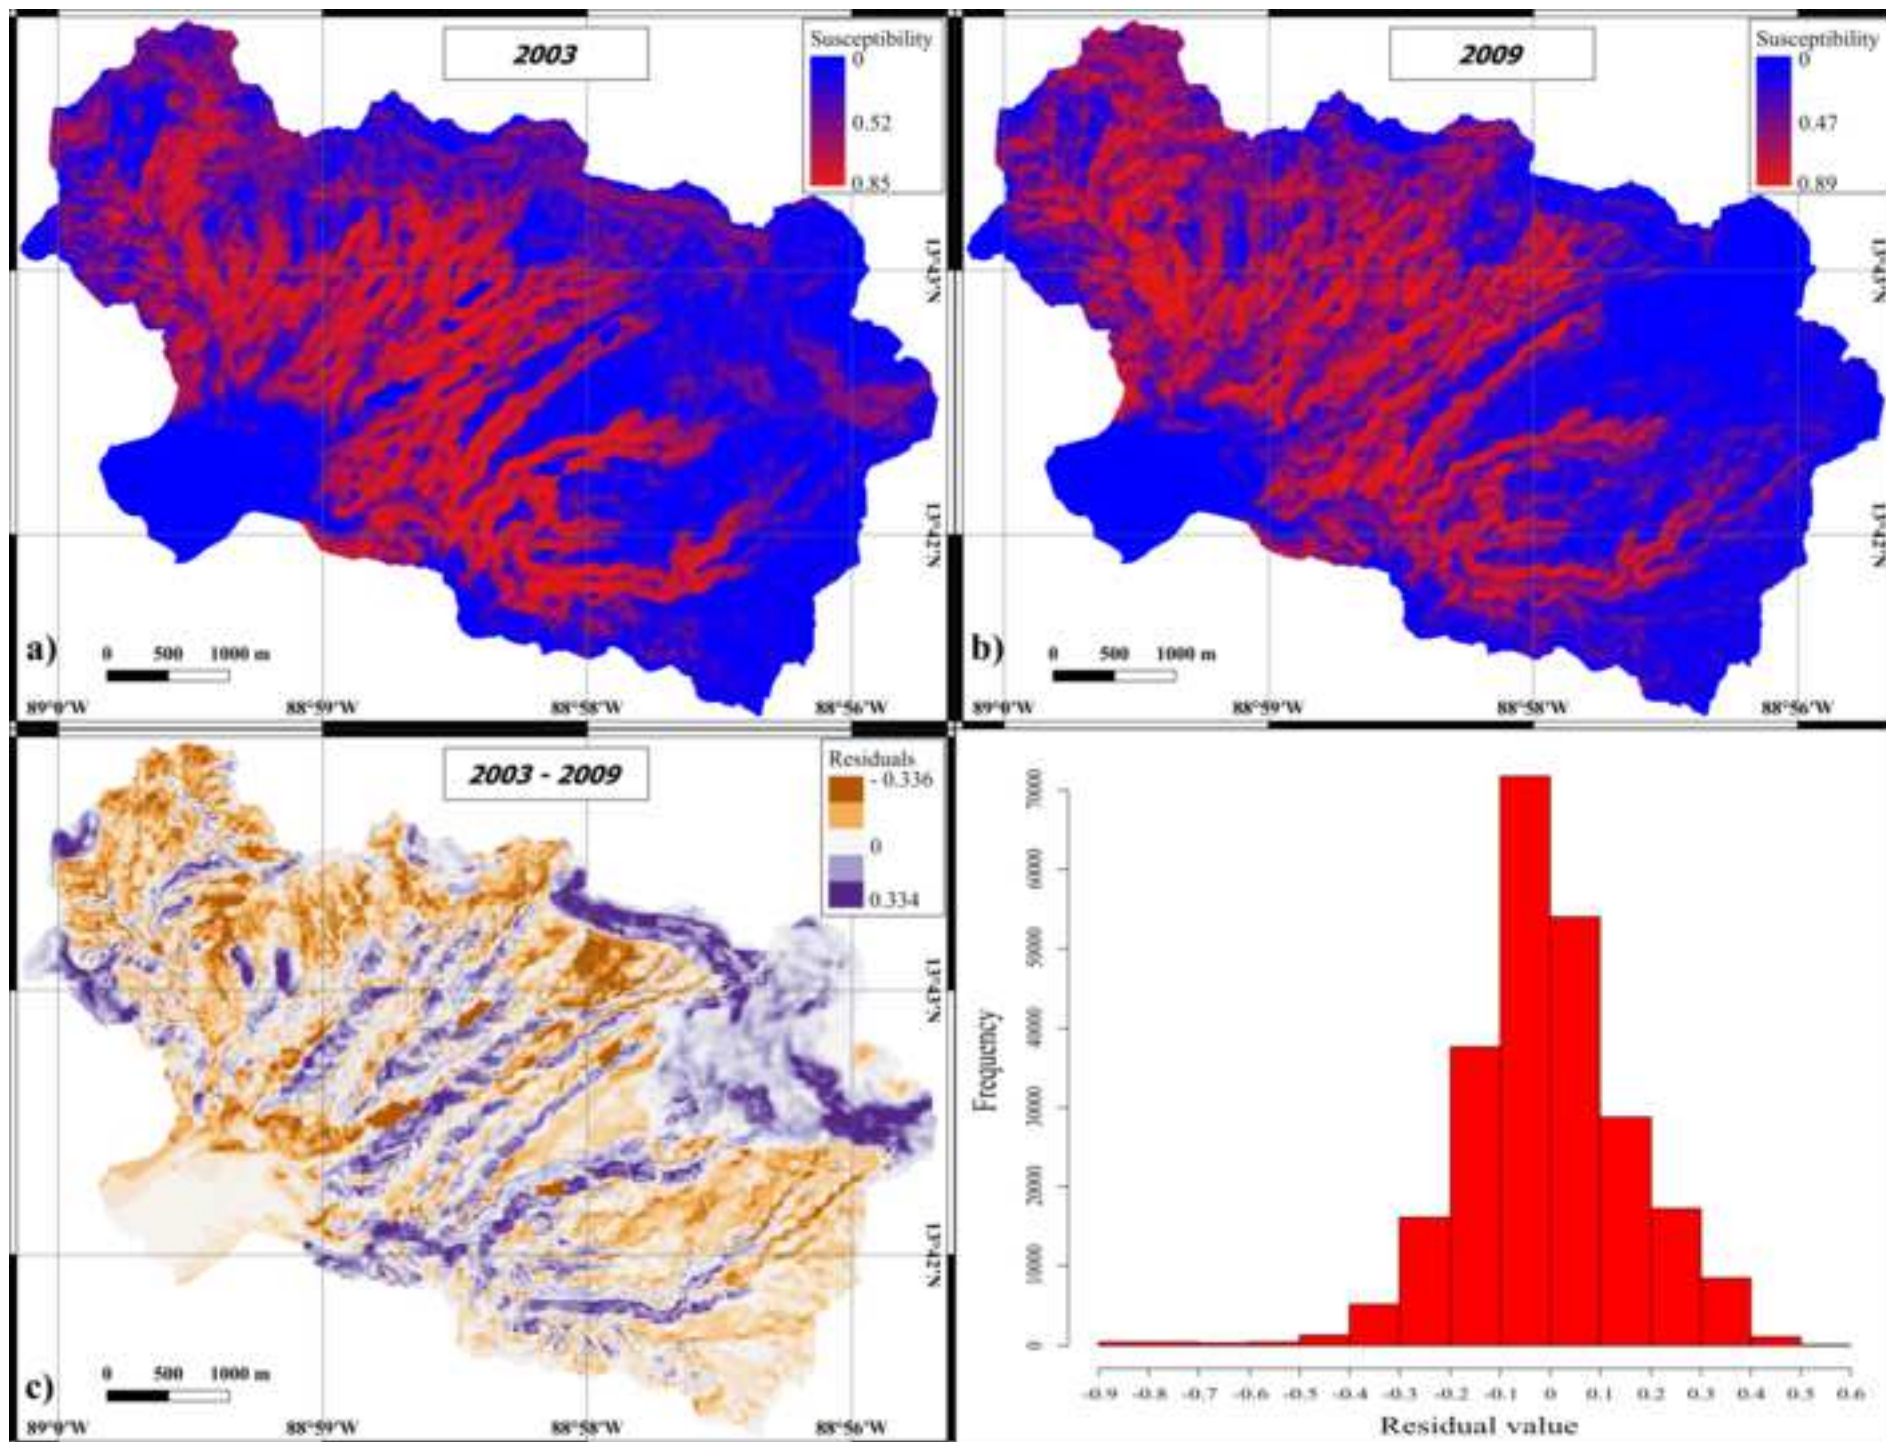 2003
Susceptibility
0
0.52
0.85
13°43'N
13°42'N
a)
0 500 1000 m
89°0'W 88°59'W 88°58'W 88°56'W
2009
Susceptibility
0
0.47
0.89
13°43'N
13°42'N
b)
0 500 1000 m
89°0'W 88°59'W 88°58'W 88°56'W
2003 - 2009
Residuals
- 0.336
0
0.334
13°43'N
13°42'N
c)
0 500 1000 m
89°0'W 88°59'W 88°58'W 88°56'W
Frequency
70000
60000
50000
40000
30000
20000
10000
0
-0.9 -0.8 -0.7 -0.6 -0.5 -0.4 -0.3 -0.2 -0.1 0 0.1 0.2 0.3 0.4 0.5 0.6
Residual value